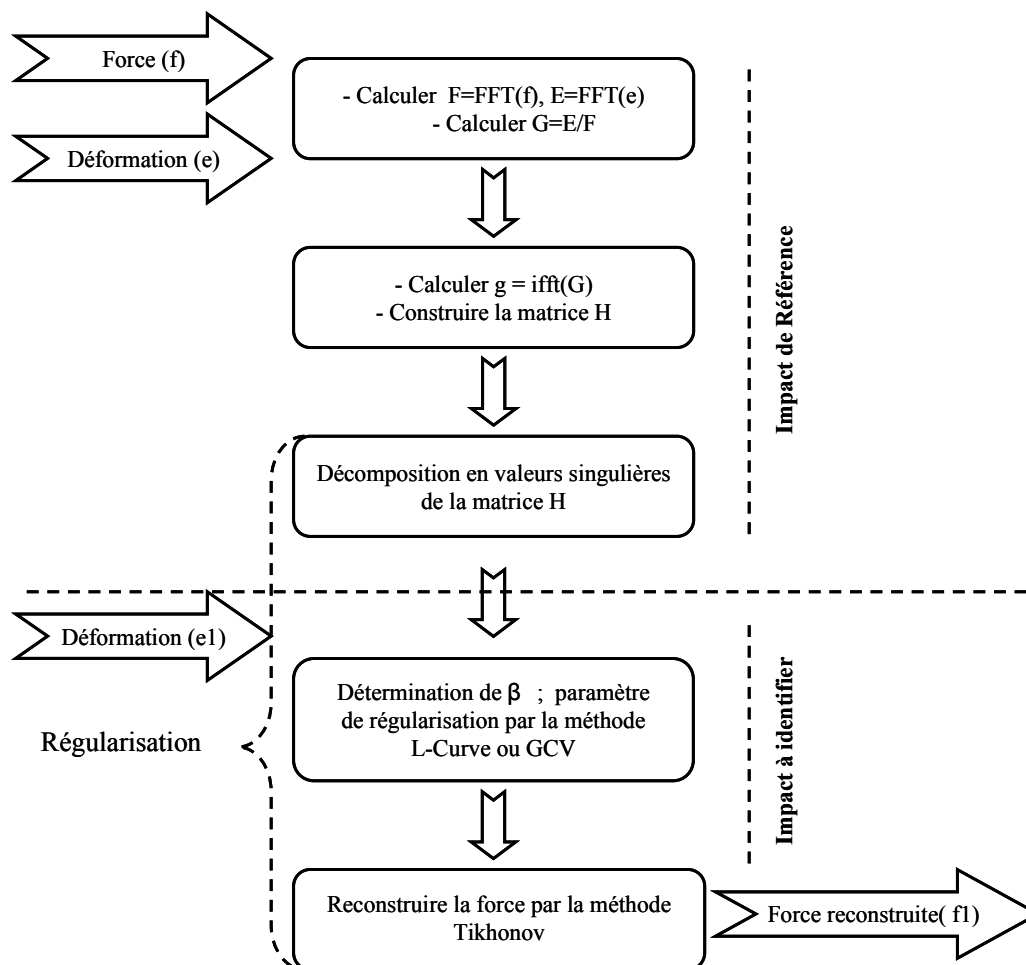 Force (f)
- Calculer F=FFT(f), E=FFT(e)
- Calculer G=E/F
Déformation (e)
- Calculer g = ifft(G)
- Construire la matrice H
Impact de Référence
Décomposition en valeurs singulières
de la matrice H
Déformation (e1)
Détermination de β ; paramètre
de régularisation par la méthode
L-Curve ou GCV
Régularisation
Impact à identifier
Reconstruire la force par la méthode
Tikhonov
Force reconstruite( f1)